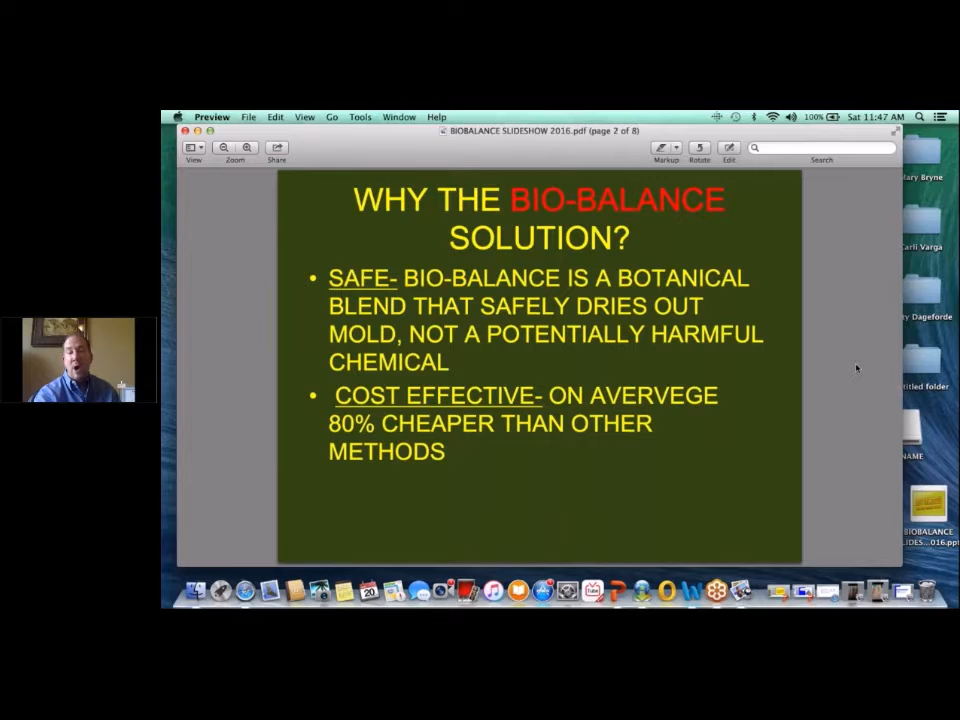 Preview File Edit View Go Tools Window Help 100% Sat 11:47 AM
BIOBALANCE SLIDESHOW 2016.pdf (page 2 of 8)
View Zoom Share Markup Rotate Edit Search
WHY THE BIO-BALANCE
SOLUTION?
• SAFE- BIO-BALANCE IS A BOTANICAL
BLEND THAT SAFELY DRIES OUT
MOLD, NOT A POTENTIALLY HARMFUL
CHEMICAL
• COST EFFECTIVE- ON AVERVEGE
80% CHEAPER THAN OTHER
METHODS
Mary Bryne
Carli Varga
ty Dageforde
titled folder
NAME
BIOBALANCE
LIDES...016.ppt
20